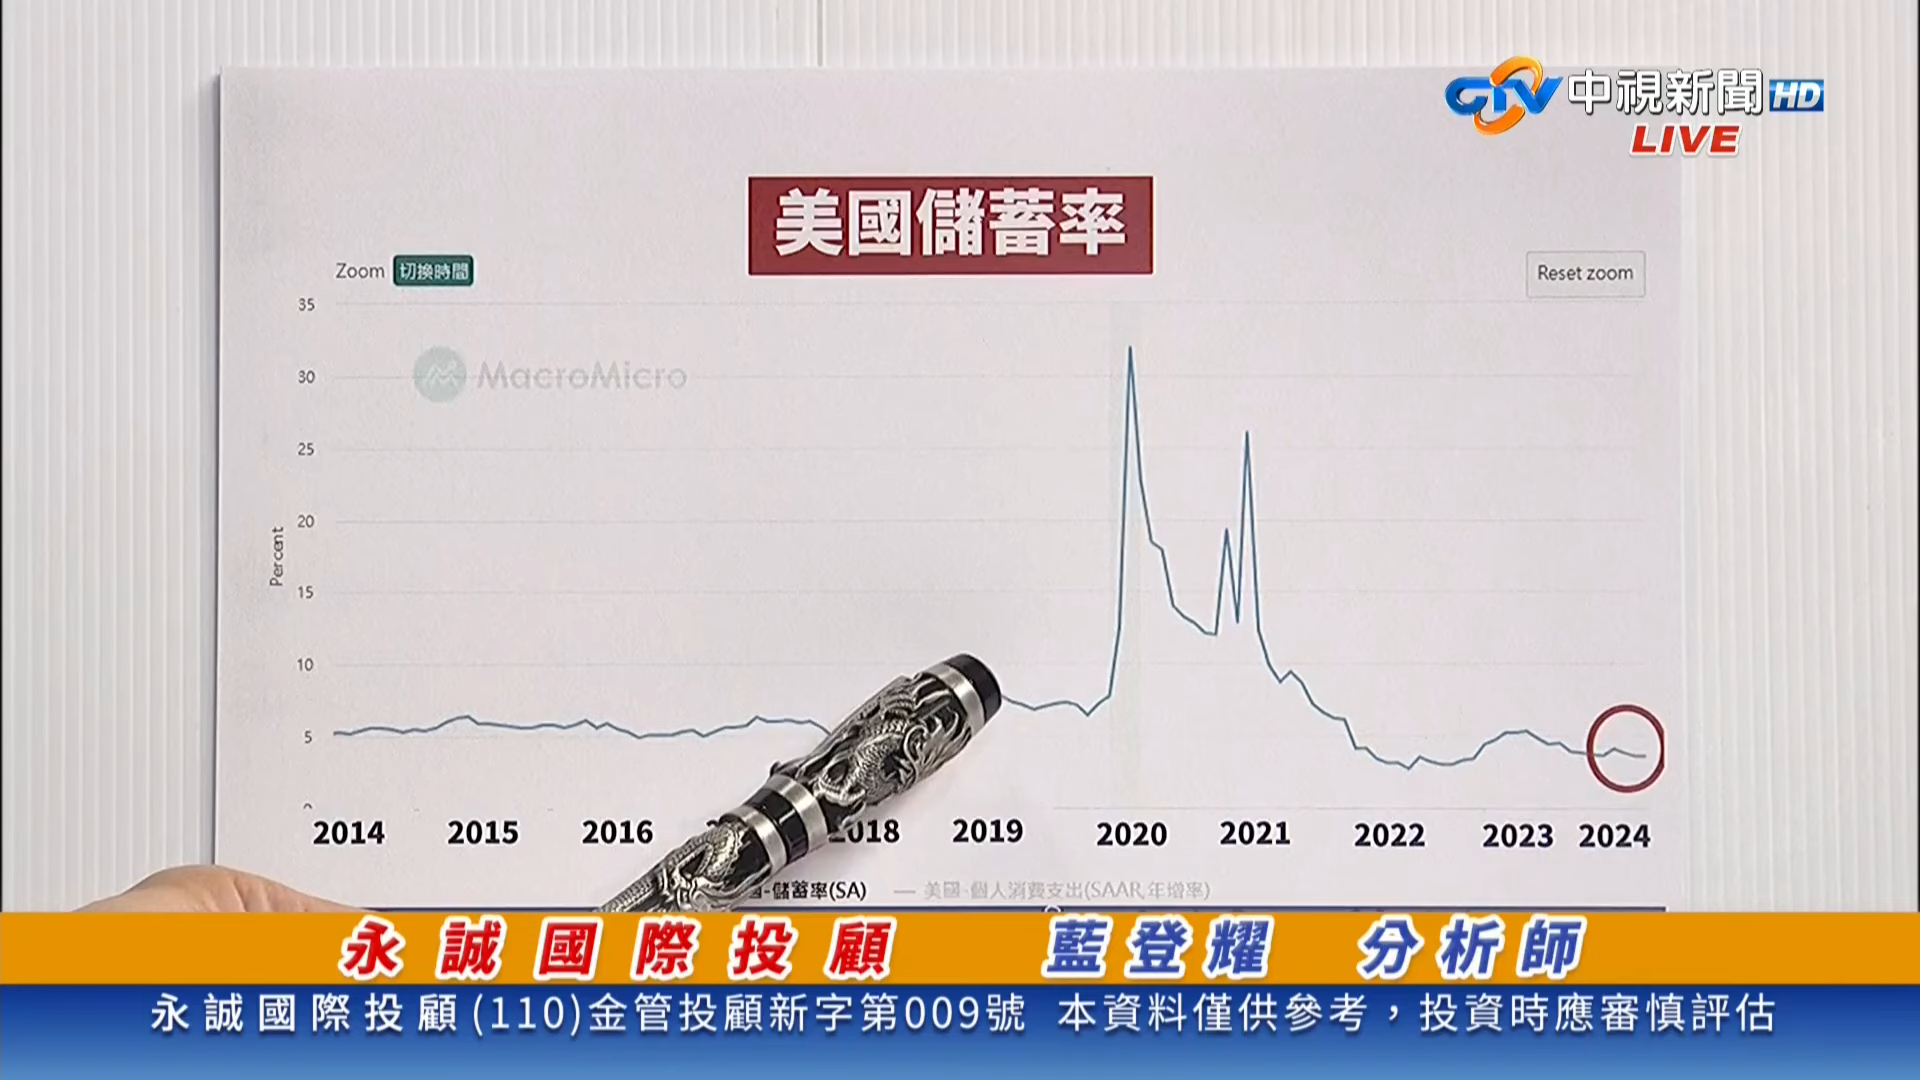 CTV 中視新聞 HD
LIVE
美國儲蓄率
Zoom 切換時間
Reset zoom
35
30
25
20
15
10
5
MacroMicro
Percent
2014 2015 2016 2018 2019 2020 2021 2022 2023 2024
-儲蓄率(SA) 美國-個人消費支出(SAAR,年增率)
永誠國際投顧 藍登耀 分析師
永誠國際投顧(110)金管投顧新字第009號 本資料僅供參考，投資時應審慎評估